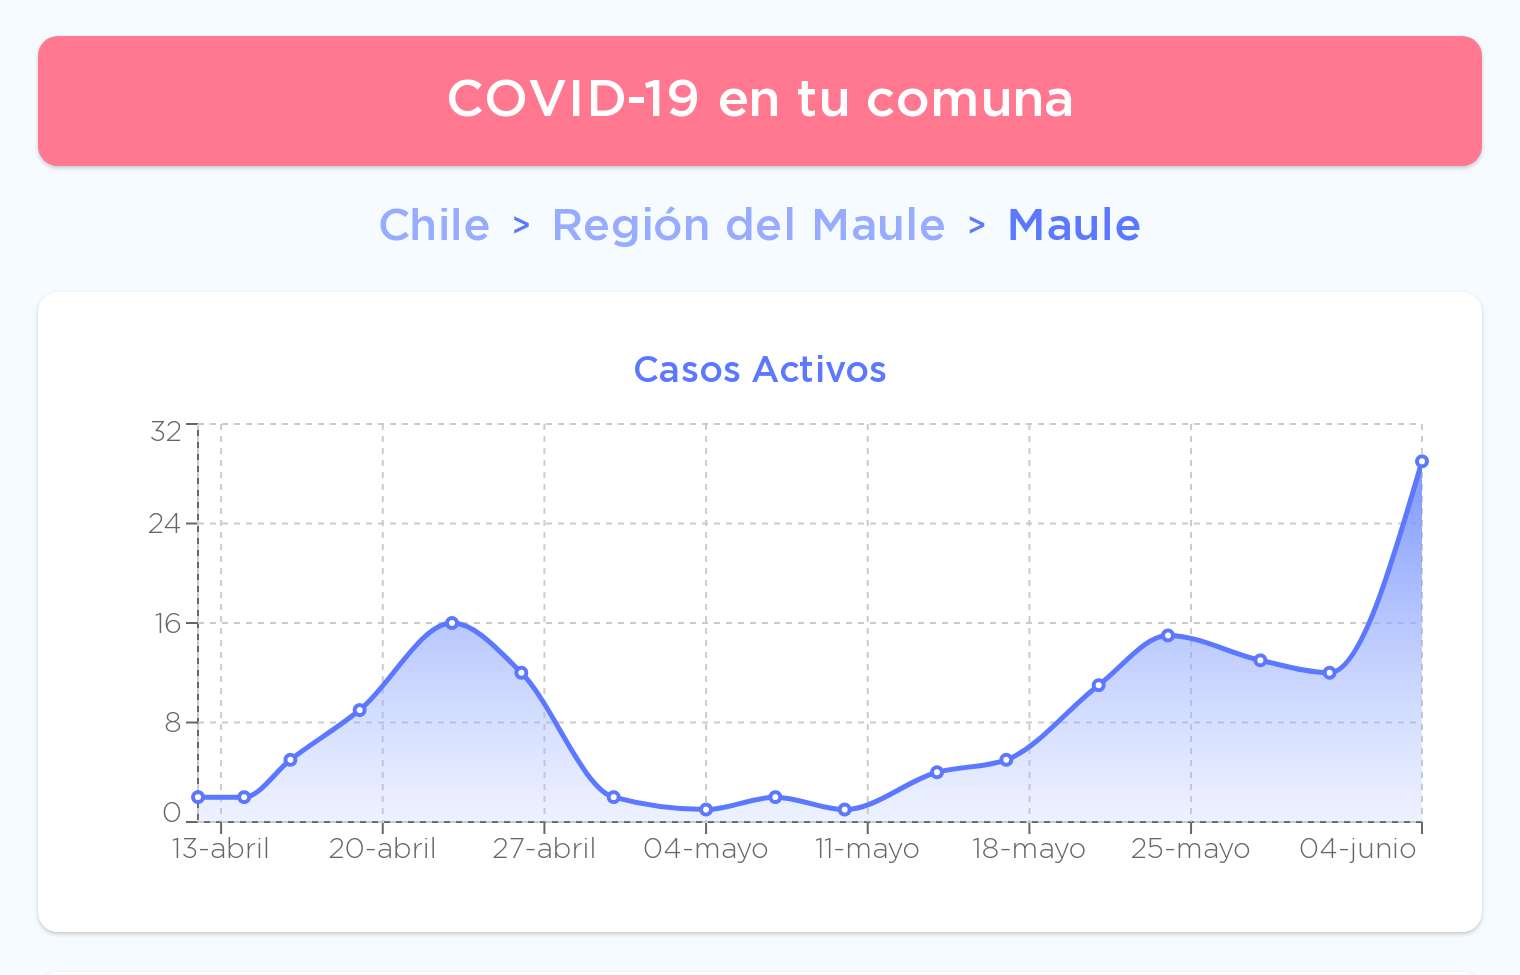 COVID-19 en tu comuna
Chile > Región del Maule > Maule
Casos Activos
32
24
16
8
0
13-abril 20-abril 27-abril 04-mayo 11-mayo 18-mayo 25-mayo 04-junio